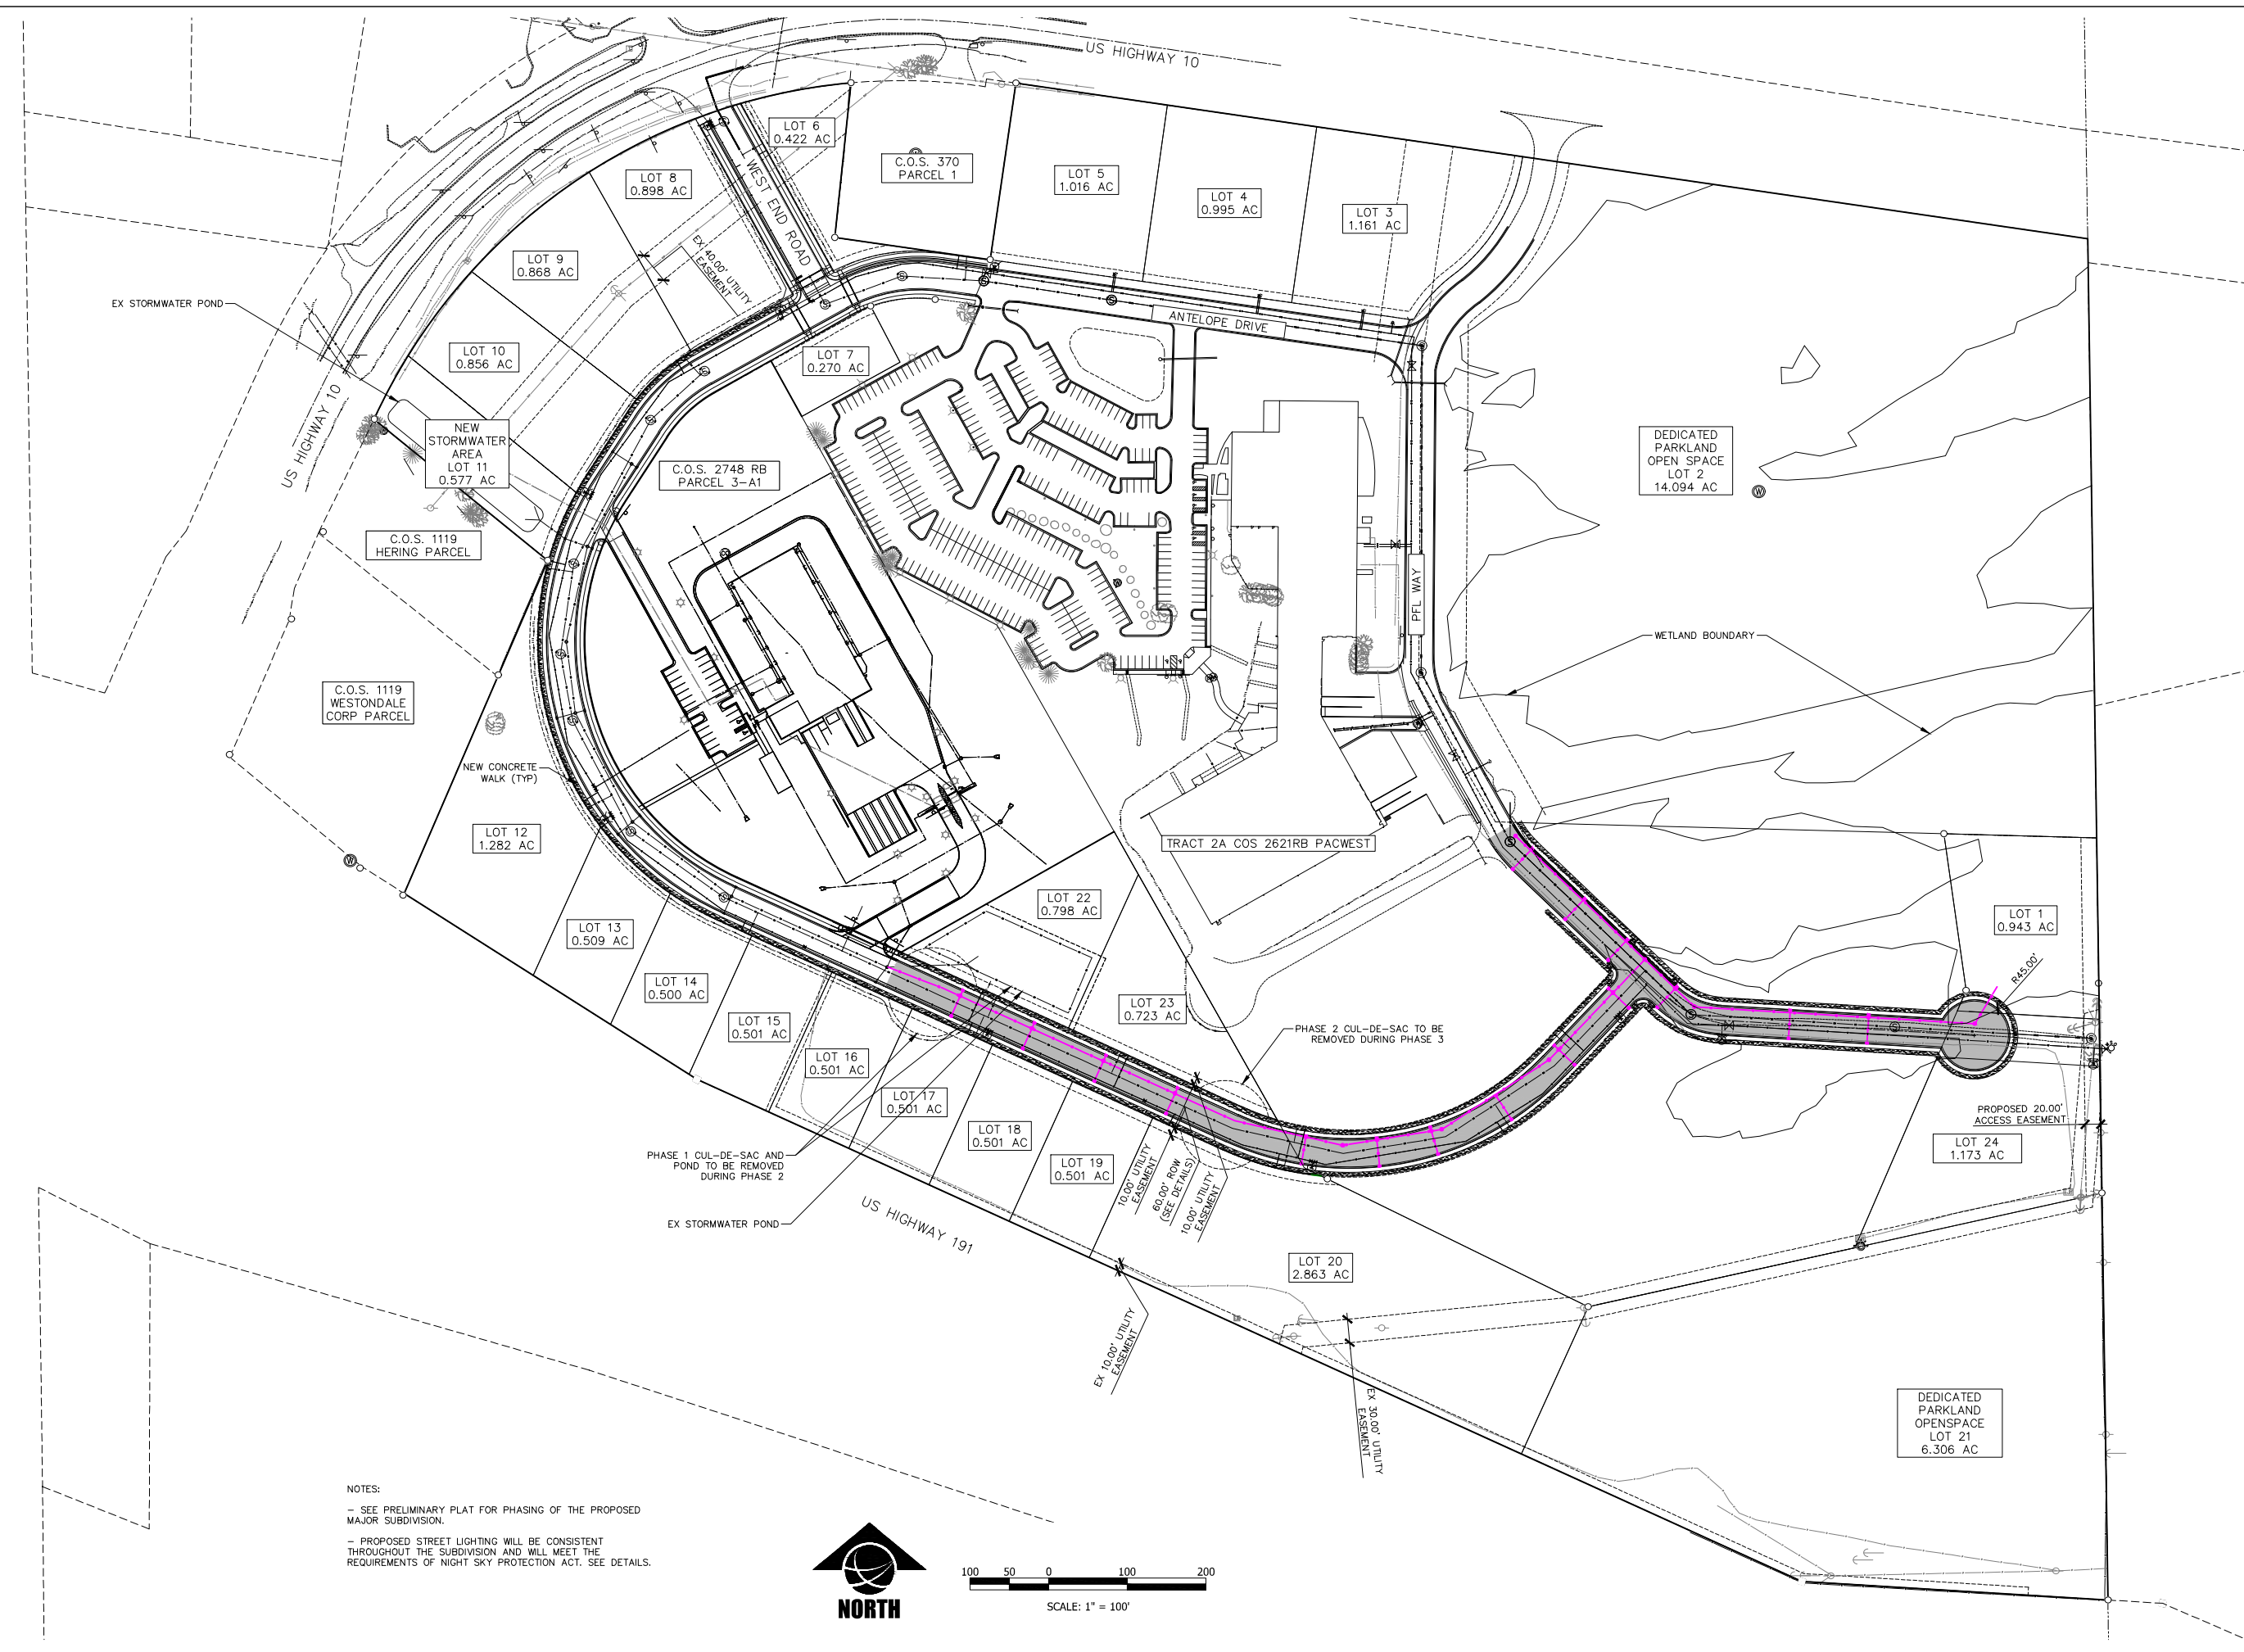 US HIGHWAY 10
LOT 6
0.422 AC
C.O.S. 370
PARCEL 1
LOT 5
1.016 AC
LOT 4
0.995 AC
LOT 3
1.161 AC
LOT 8
0.898 AC
WEST END ROAD
LOT 9
0.868 AC
EX 40.00' UTILITY
EASEMENT
EX STORMWATER POND
ANTELOPE DRIVE
LOT 10
0.856 AC
LOT 7
0.270 AC
US HIGHWAY 10
NEW
STORMWATER
AREA
LOT 11
0.577 AC
C.O.S. 2748 RB
PARCEL 3-A1
DEDICATED
PARKLAND
OPEN SPACE
LOT 2
14.094 AC
W
C.O.S. 1119
HERING PARCEL
PFL WAY
WETLAND BOUNDARY
C.O.S. 1119
WESTONDALE
CORP PARCEL
NEW CONCRETE
WALK (TYP)
LOT 12
1.282 AC
W
TRACT 2A COS 2621RB PACWEST
LOT 22
0.798 AC
LOT 1
0.943 AC
LOT 13
0.509 AC
R45.00'
LOT 14
0.500 AC
LOT 23
0.723 AC
LOT 15
0.501 AC
PHASE 2 CUL-DE-SAC TO BE
REMOVED DURING PHASE 3
LOT 16
0.501 AC
LOT 17
0.501 AC
PROPOSED 20.00'
ACCESS EASEMENT
LOT 18
0.501 AC
LOT 24
1.173 AC
PHASE 1 CUL-DE-SAC AND
POND TO BE REMOVED
DURING PHASE 2
LOT 19
0.501 AC
10.00' UTILITY
EASEMENT
60.00' ROW
(SEE DETAILS)
10.00' UTILITY
EASEMENT
EX STORMWATER POND
US HIGHWAY 191
LOT 20
2.863 AC
EX 10.00' UTILITY
EASEMENT
EX 30.00' UTILITY
EASEMENT
DEDICATED
PARKLAND
OPENSPACE
LOT 21
6.306 AC
NOTES:
- SEE PRELIMINARY PLAT FOR PHASING OF THE PROPOSED
MAJOR SUBDIVISION.
- PROPOSED STREET LIGHTING WILL BE CONSISTENT
THROUGHOUT THE SUBDIVISION AND WILL MEET THE
REQUIREMENTS OF NIGHT SKY PROTECTION ACT. SEE DETAILS.
NORTH
100 50 0 100 200
SCALE: 1" = 100'